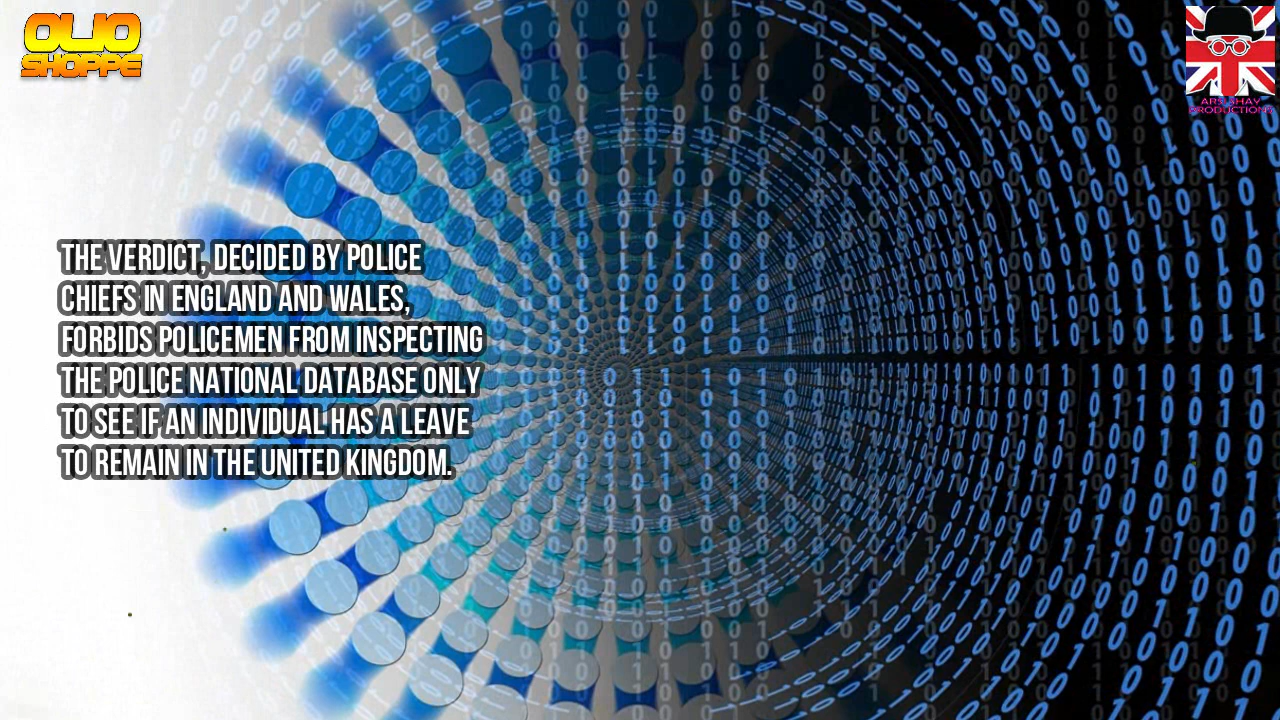 OLIO
SHOPPE
THE VERDICT, DECIDED BY POLICE
CHIEFS IN ENGLAND AND WALES,
FORBIDS POLICEMEN FROM INSPECTING
THE POLICE NATIONAL DATABASE ONLY
TO SEE IF AN INDIVIDUAL HAS A LEAVE
TO REMAIN IN THE UNITED KINGDOM.
PRODUCTIONS